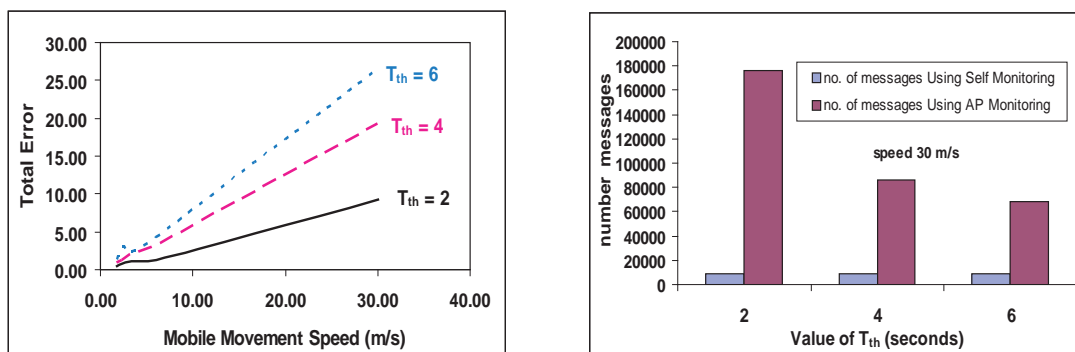 30.00
25.00
20.00
15.00
10.00
5.00
0.00
Total Error
T_th = 6
T_th = 4
T_th = 2
0.00 10.00 20.00 30.00 40.00
Mobile Movement Speed (m/s)
200000
180000
160000
140000
120000
100000
80000
60000
40000
20000
0
number messages
no. of messages Using Self Monitoring
no. of messages Using AP Monitoring
speed 30 m/s
2 4 6
Value of T_th (seconds)